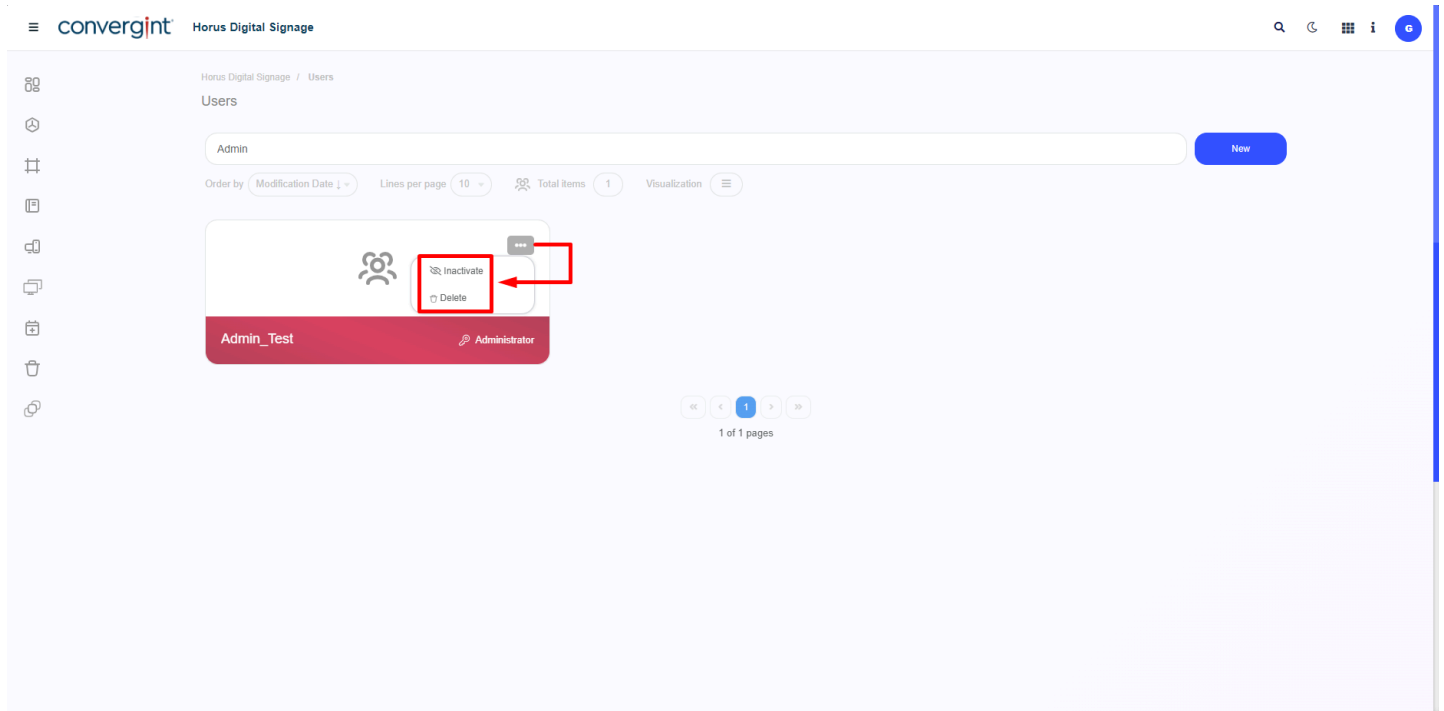 convergint Horus Digital Signage
G
Horus Digital Signage / Users
Users
Admin
New
Order by Modification Date ↓ Lines per page 10 Total items 1 Visualization
Inactivate
Delete
Admin_Test Administrator
« ‹ 1 › »
1 of 1 pages